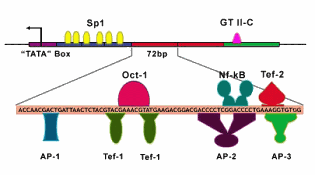 Sp1
GT II-C
"TATA" Box
72bp
Oct-1
Nf-kB
Tef-2
ACCAACGACTGATTAACTCTACGTACGAAACGTATGAAGACGGACGACCCCTCGGACCCCTGAAAGGTGTGG
AP-1
Tef-1
Tef-1
AP-2
AP-3